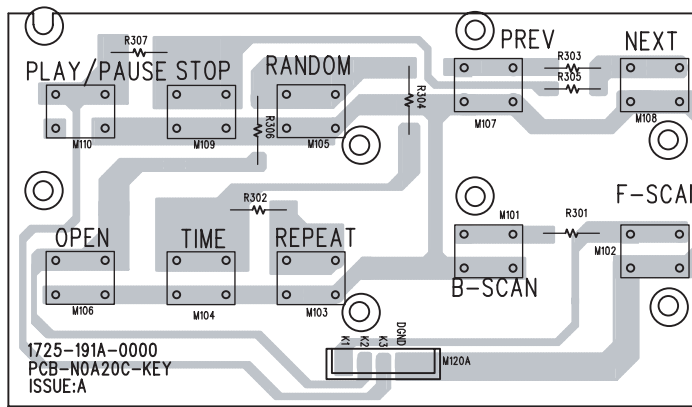 R307
PREV
R303
NEXT
PLAY/PAUSE
STOP
RANDOM
R305
R304
R306
M107
M108
M110
M109
M105
R302
M101
R301
F-SCAN
OPEN
TIME
REPEAT
M102
B-SCAN
M106
M104
M103
K1
K2
K3
DGND
M120A
1725-191A-0000
PCB-N0A20C-KEY
ISSUE:A